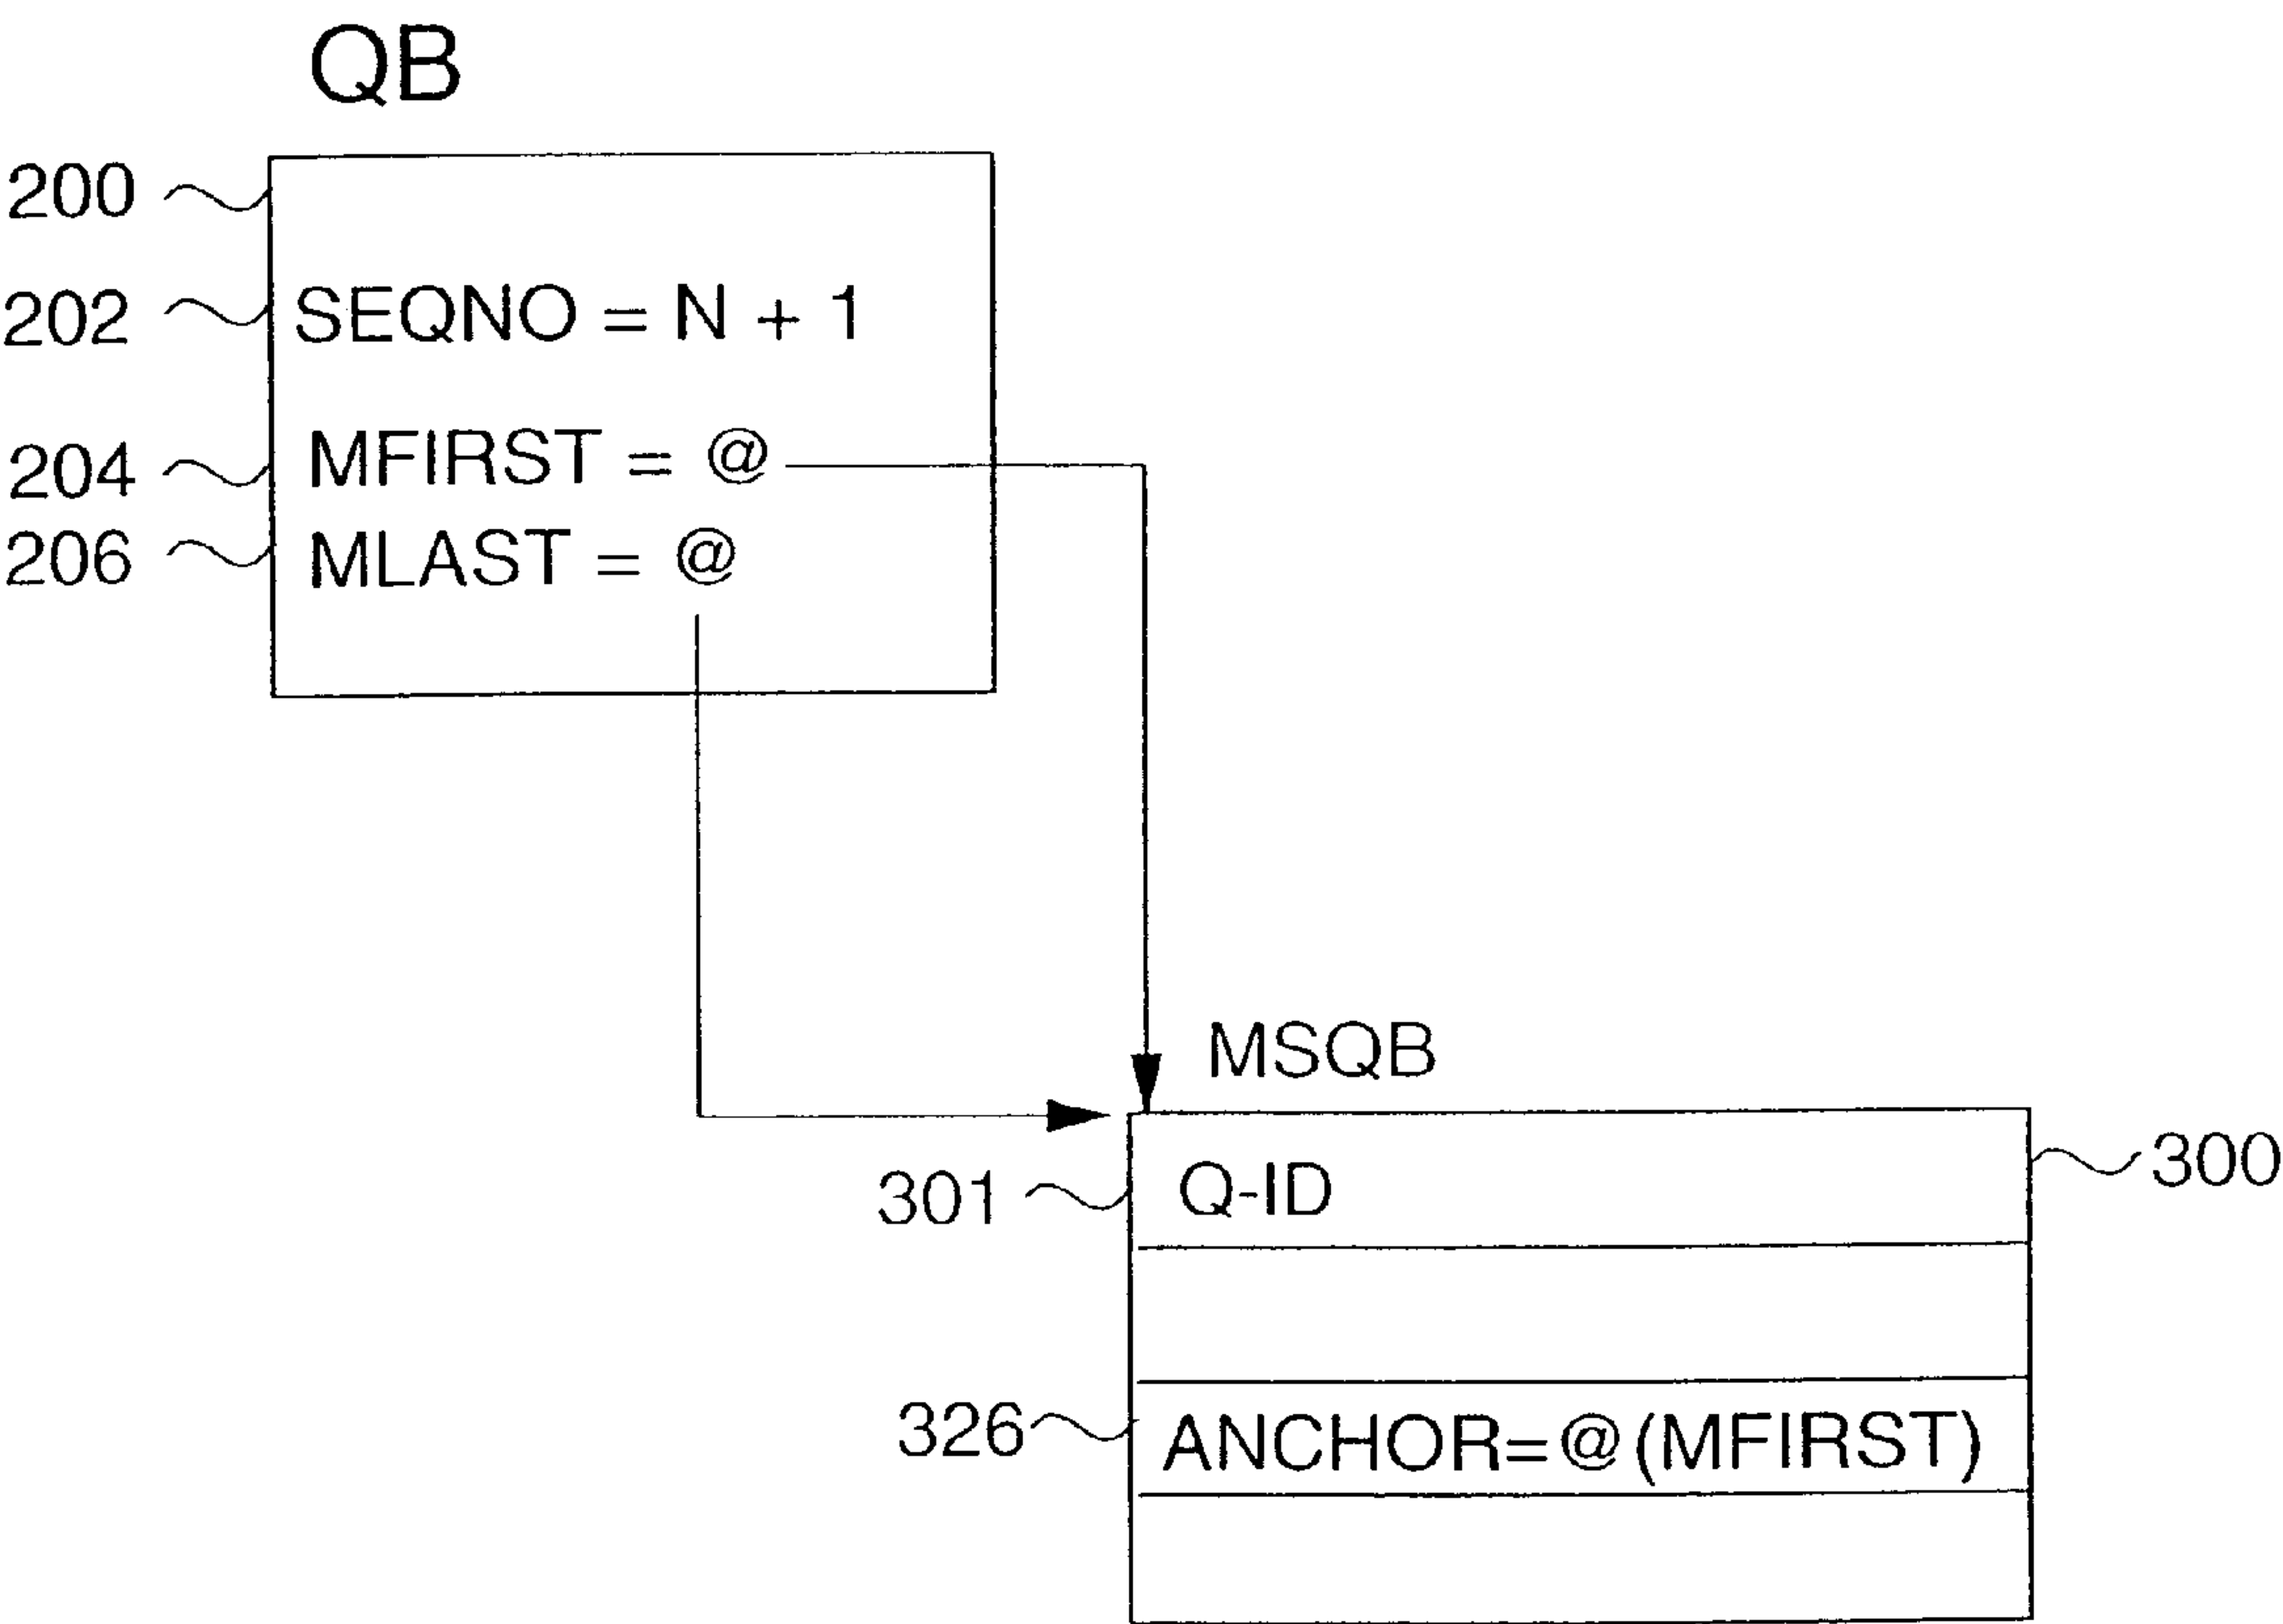 QB
200
202 SEQNO = N + 1
204 MFIRST = @
206 MLAST = @
MSQB
300
301 Q-ID
326 ANCHOR=@(MFIRST)